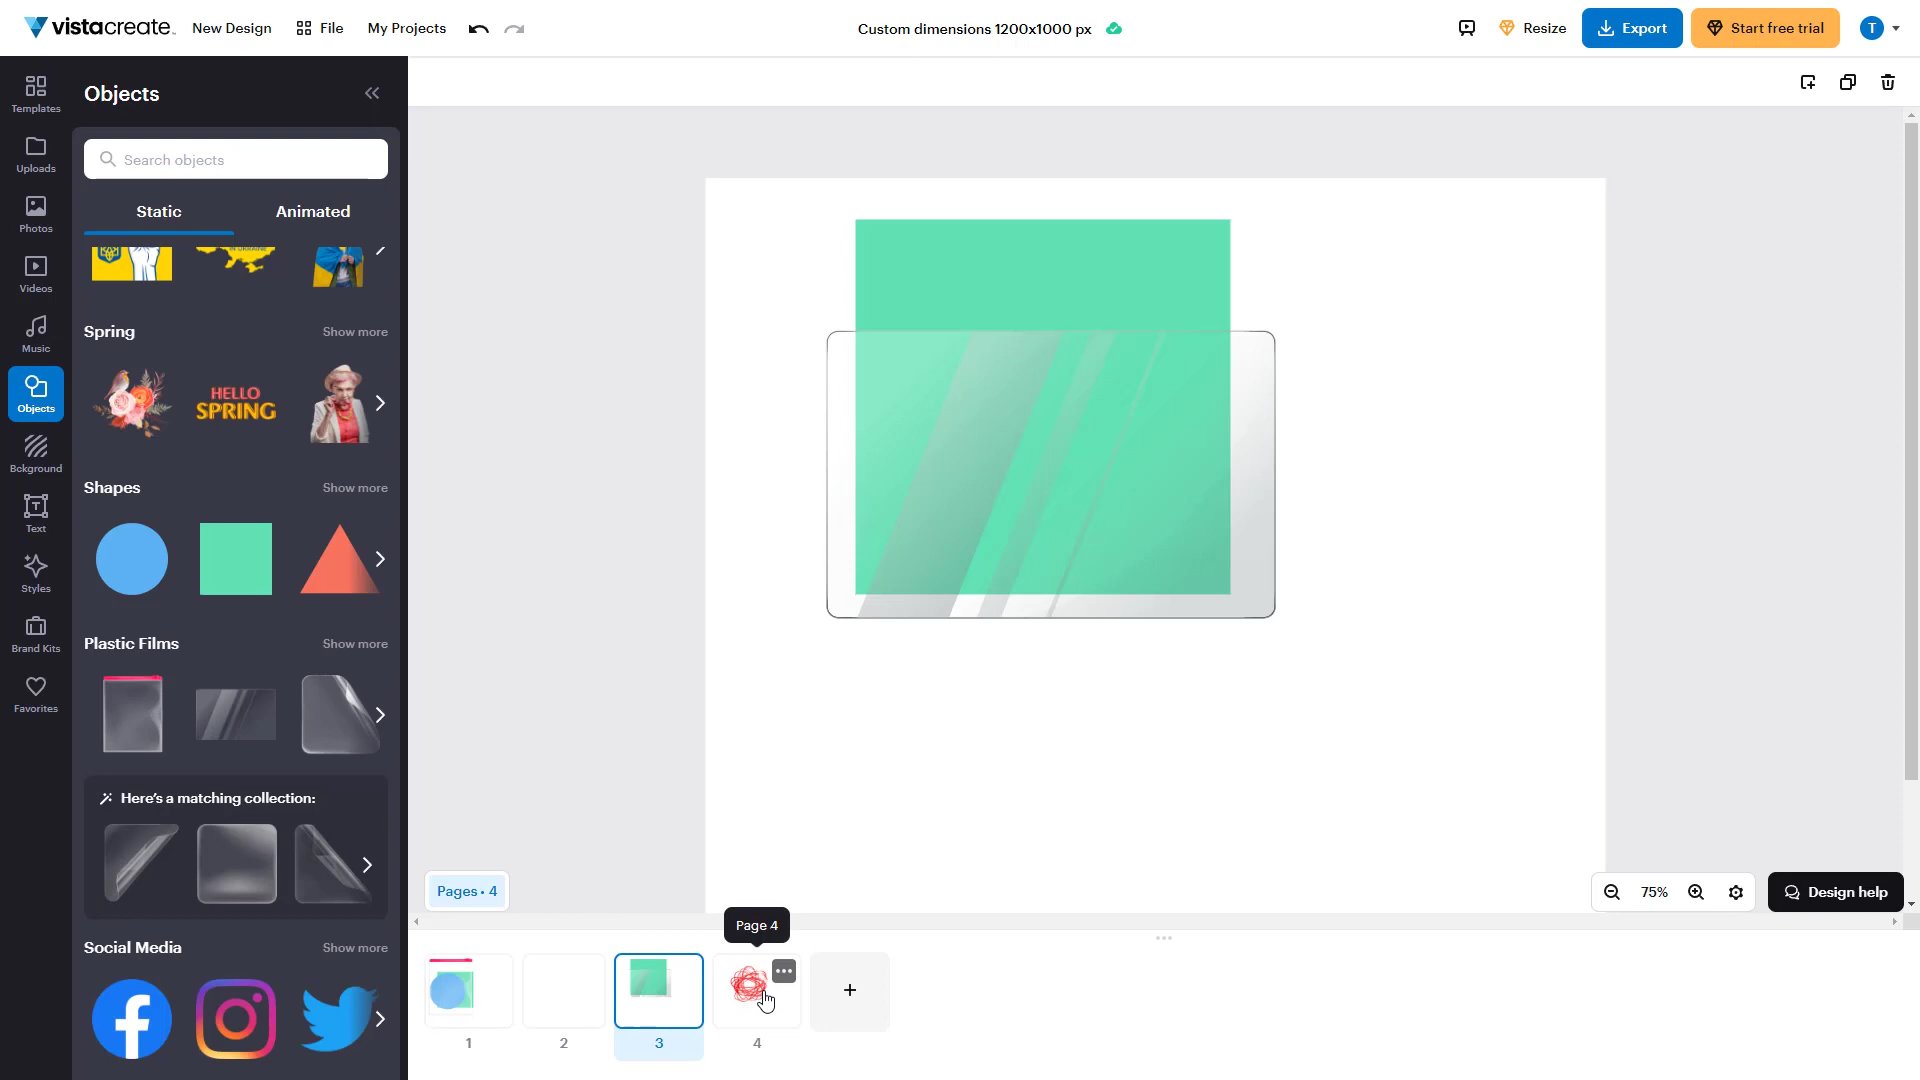 vistacreate
New Design
File
My Projects
Custom dimensions 1200x1000 px
Resize
Export
Start free trial
T
Templates
Uploads
Photos
Videos
Music
Objects
Bckground
Text
Styles
Brand Kits
Favorites
Objects
Search objects
Static
Animated
IN UKRAINE
Spring
Show more
HELLO
SPRING
Shapes
Show more
Plastic Films
Show more
Here's a matching collection:
Social Media
Show more
Pages • 4
75%
Design help
Page 4
1
2
3
4